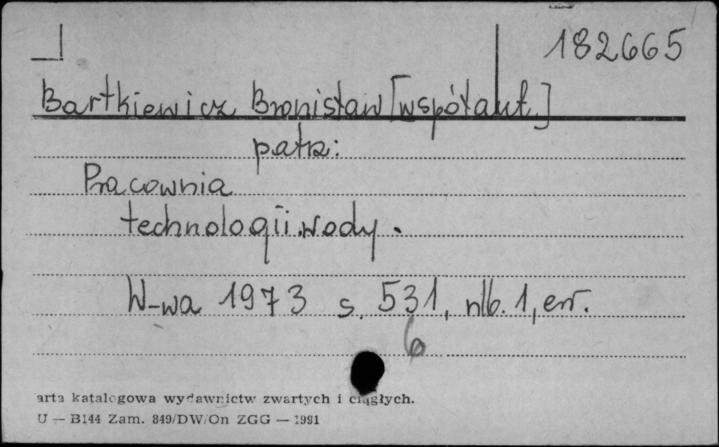 182665
Bartkiewicz Bronisław [współaut.]
patrz:
Pracownia
technologii wody.
W-wa 1973 s. 531, nlb. 1, err.
6
arta katalogowa wydawnictw zwartych i ciągłych.
U — B144 Zam. 849/DW/On ZGG — 1991